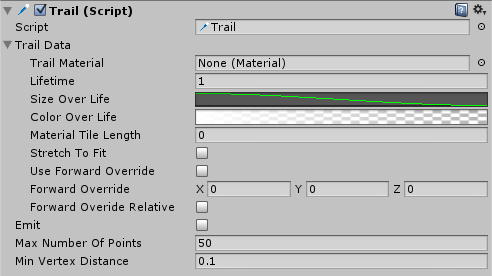 Trail (Script)
Script Trail
Trail Data
Trail Material None (Material)
Lifetime 1
Size Over Life
Color Over Life
Material Tile Length 0
Stretch To Fit
Use Forward Override
Forward Override X 0 Y 0 Z 0
Forward Overide Relative
Emit
Max Number Of Points 50
Min Vertex Distance 0.1